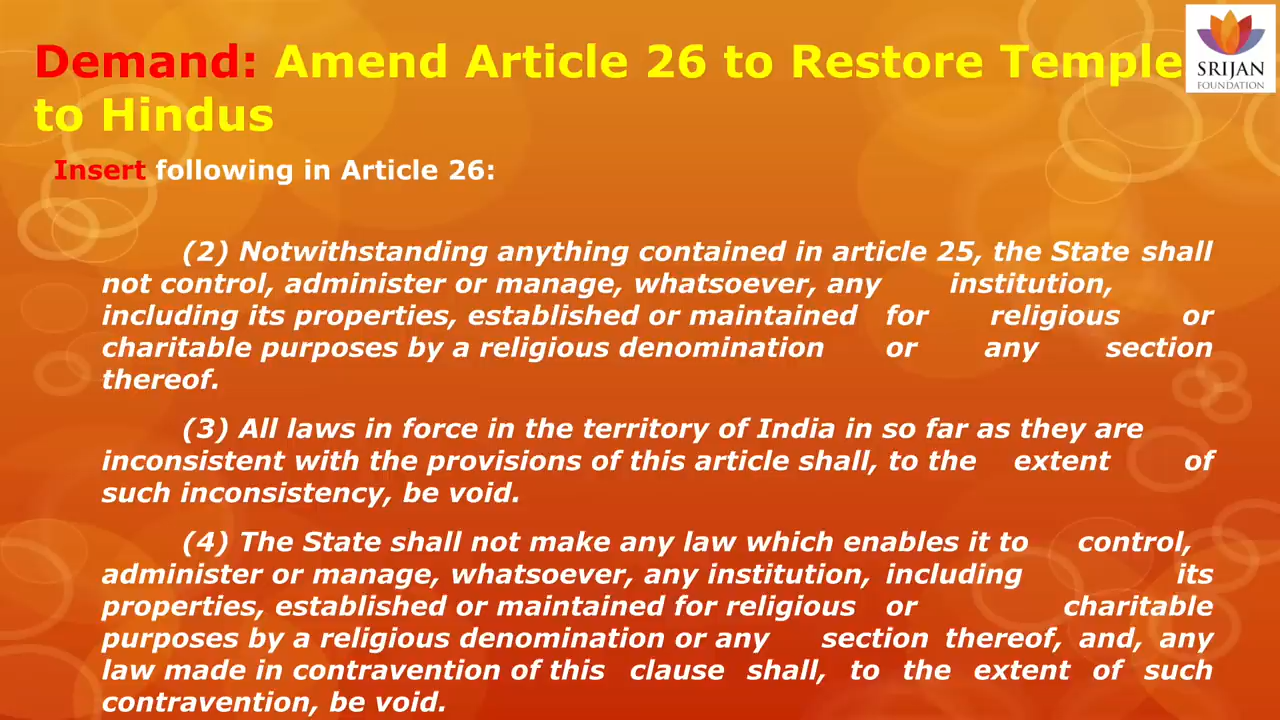 Demand: Amend Article 26 to Restore Temple
to Hindus
SRIJAN
FOUNDATION
Insert following in Article 26:
(2) Notwithstanding anything contained in article 25, the State shall
not control, administer or manage, whatsoever, any institution,
including its properties, established or maintained for religious or
charitable purposes by a religious denomination or any section
thereof.
(3) All laws in force in the territory of India in so far as they are
inconsistent with the provisions of this article shall, to the extent of
such inconsistency, be void.
(4) The State shall not make any law which enables it to control,
administer or manage, whatsoever, any institution, including its
properties, established or maintained for religious or charitable
purposes by a religious denomination or any section thereof, and, any
law made in contravention of this clause shall, to the extent of such
contravention, be void.